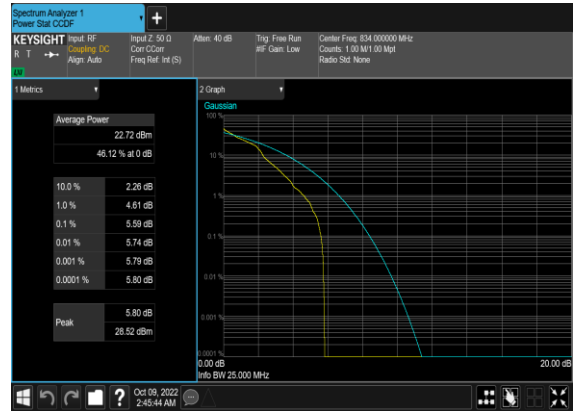 Spectrum Analyzer 1
Power Stat CCDF
+
KEYSIGHT
R T
LXI
Input: RF
Coupling: DC
Align: Auto
Input Z: 50 Ω
Corr CCorr
Freq Ref: Int (S)
Atten: 40 dB
Trig: Free Run
#IF Gain: Low
Center Freq: 834.000000 MHz
Counts: 1.00 M/1.00 Mpt
Radio Std: None
1 Metrics
Average Power
22.72 dBm
46.12 % at 0 dB
10.0 % 2.26 dB
1.0 % 4.61 dB
0.1 % 5.59 dB
0.01 % 5.74 dB
0.001 % 5.79 dB
0.0001 % 5.80 dB
Peak
5.80 dB
28.52 dBm
2 Graph
Gaussian
100 %
10 %
1 %
0.1 %
0.01 %
0.001 %
0.0001 %
0.00 dB
20.00 dB
Info BW 25.000 MHz
?
Oct 09, 2022
2:45:44 AM